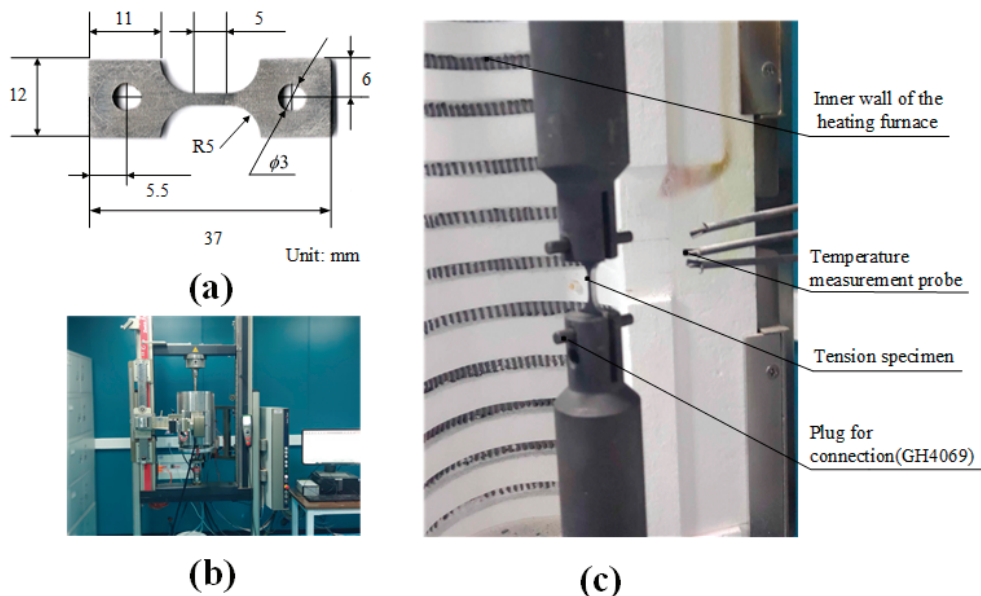 11
5
12
6
R5
ϕ3
5.5
37
Unit: mm
(a)
(b)
Inner wall of the
heating furnace
Temperature
measurement probe
Tension specimen
Plug for
connection(GH4069)
(c)